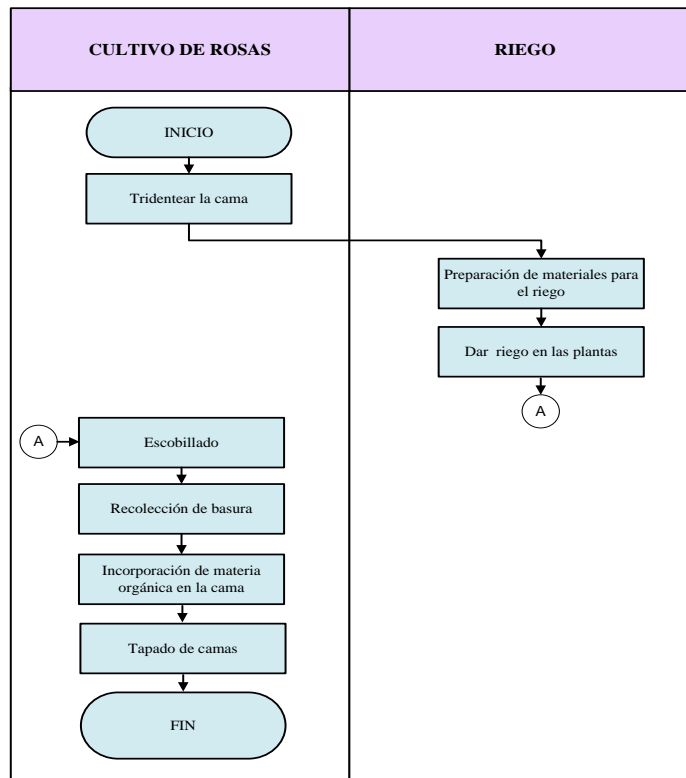 CULTIVO DE ROSAS
RIEGO
INICIO
Tridentear la cama
Preparación de materiales para
el riego
Dar riego en las plantas
A
A
Escobillado
Recolección de basura
Incorporación de materia
orgánica en la cama
Tapado de camas
FIN